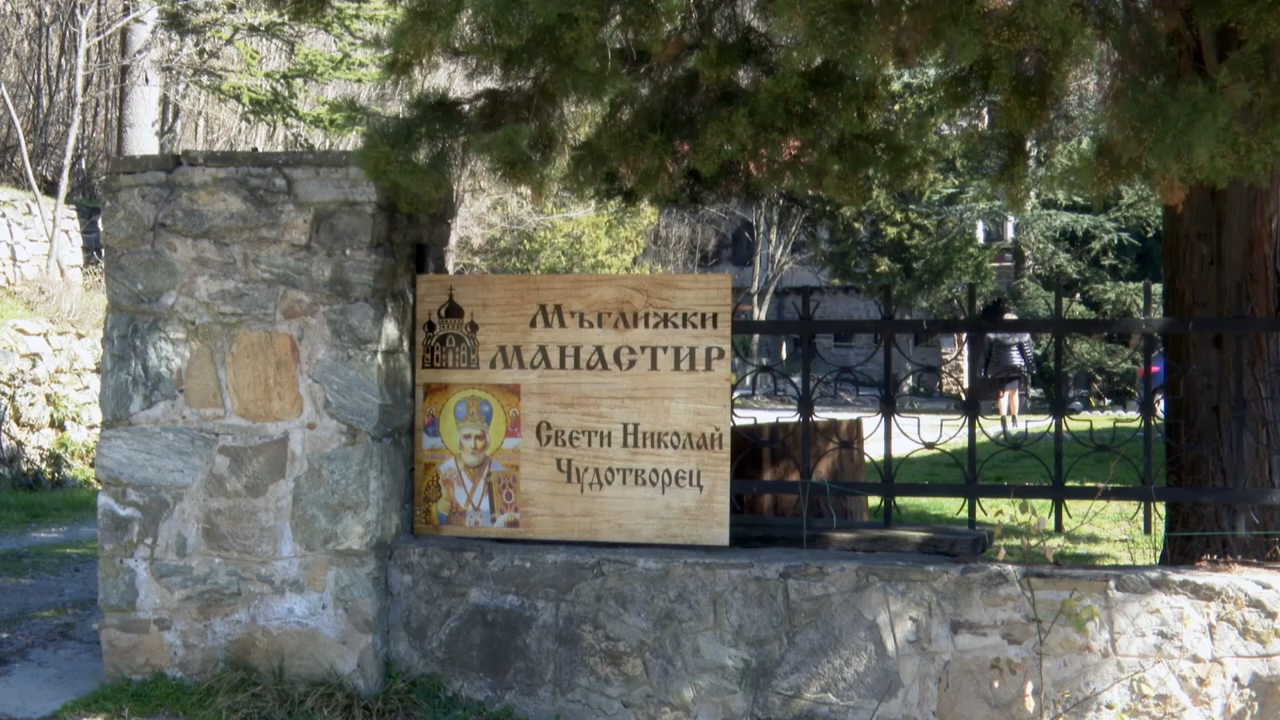 Мъглижки
манастир
Свети Николай
Чудотворец